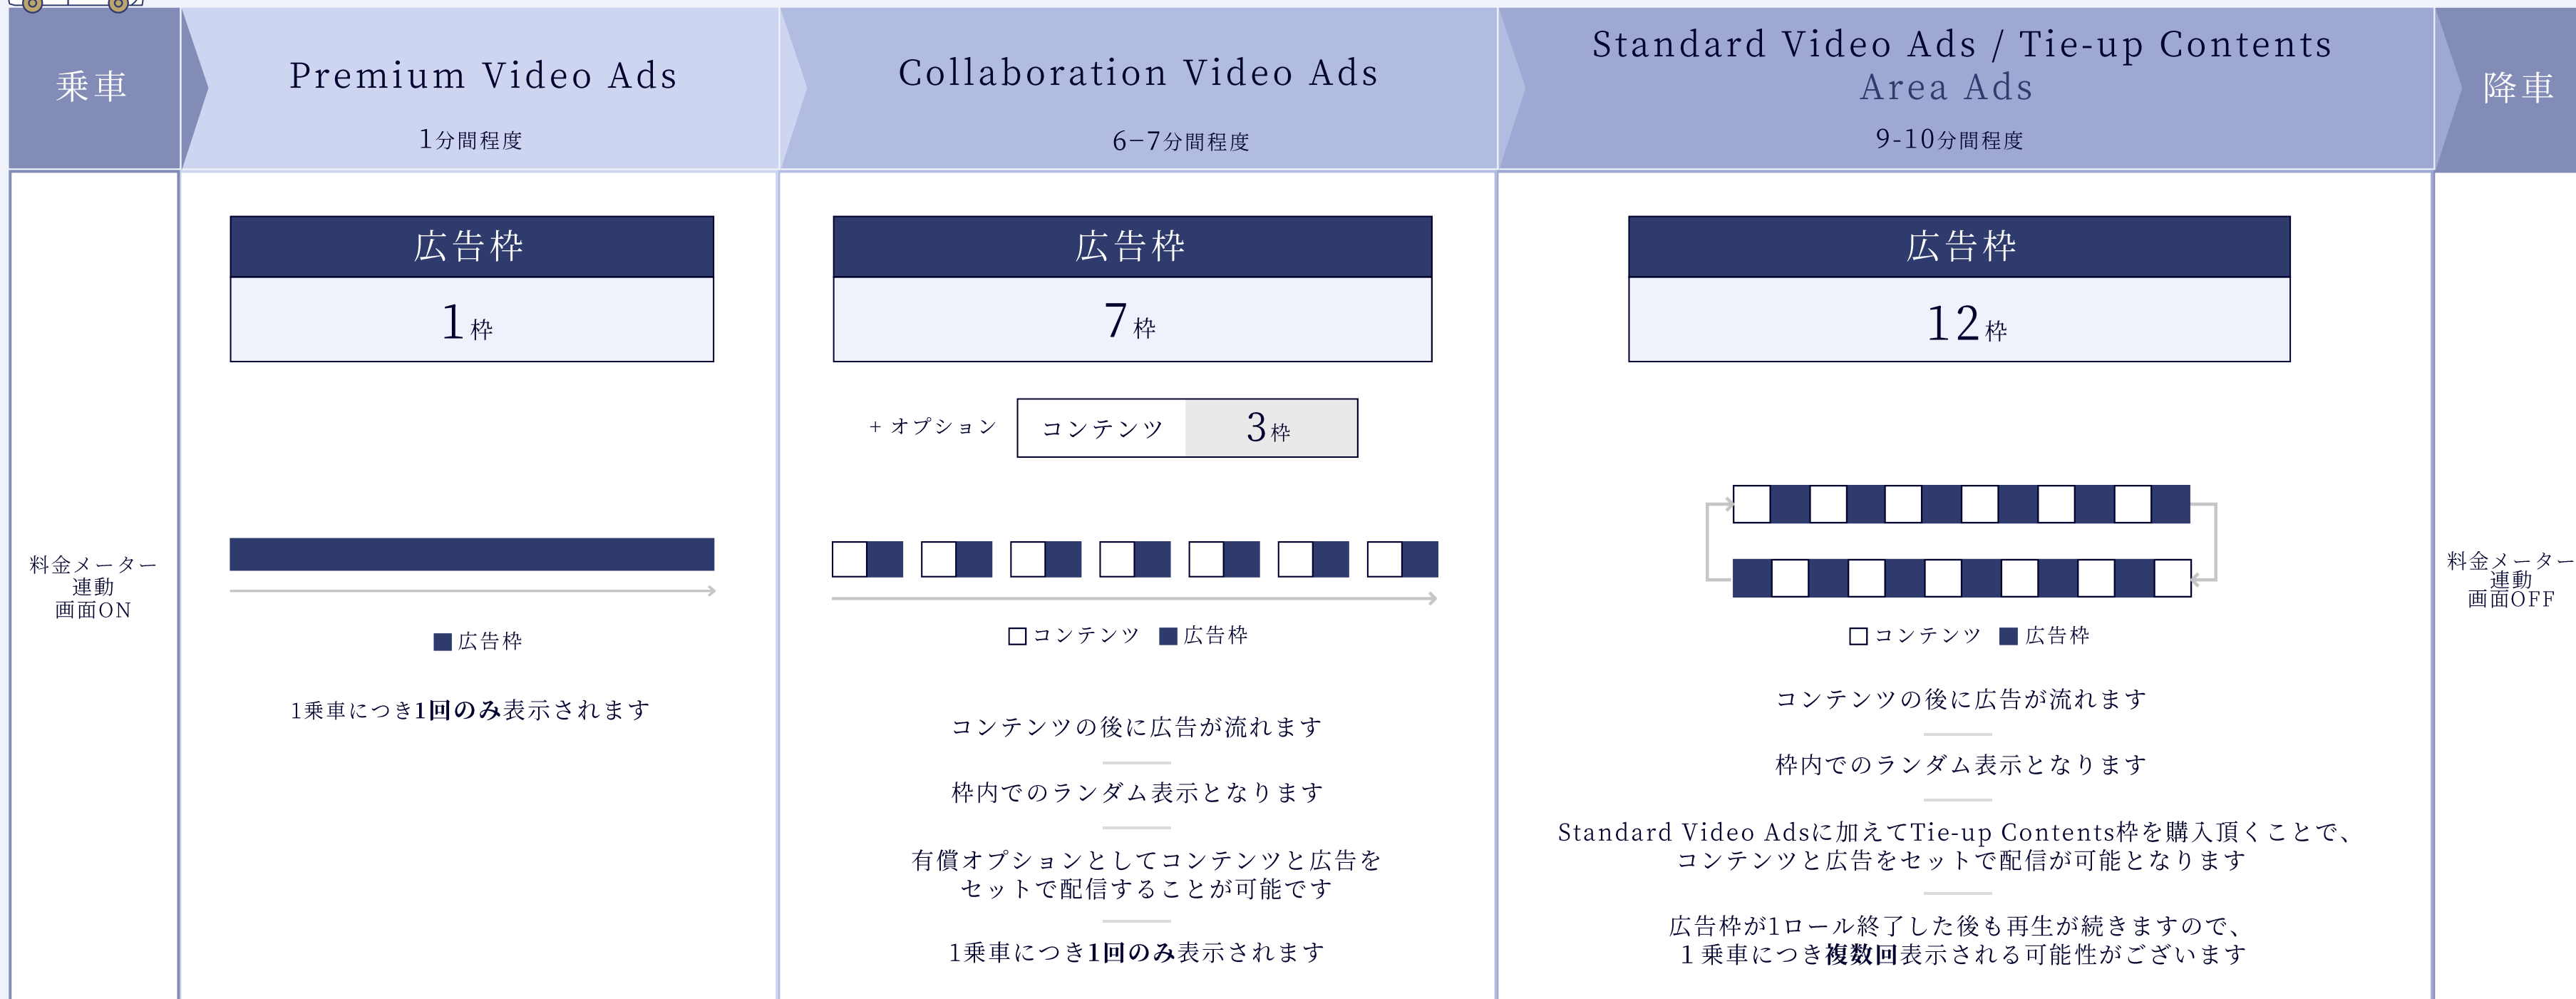 乗車
Premium Video Ads
1分間程度
Collaboration Video Ads
6–7分間程度
Standard Video Ads / Tie-up Contents
Area Ads
9-10分間程度
降車
料金メーター
連動
画面ON
広告枠
1枠
広告枠
1乗車につき1回のみ表示されます
広告枠
7枠
+ オプション
コンテンツ
3枠
コンテンツ 広告枠
コンテンツの後に広告が流れます
枠内でのランダム表示となります
有償オプションとしてコンテンツと広告を
セットで配信することが可能です
1乗車につき1回のみ表示されます
広告枠
12枠
コンテンツ 広告枠
コンテンツの後に広告が流れます
枠内でのランダム表示となります
Standard Video Adsに加えてTie-up Contents枠を購入頂くことで、
コンテンツと広告をセットで配信が可能となります
広告枠が1ロール終了した後も再生が続きますので、
１乗車につき複数回表示される可能性がございます
料金メーター
連動
画面OFF